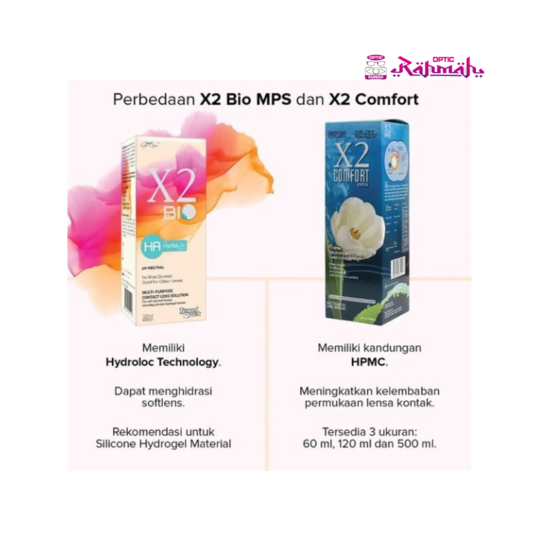 OPTIC
Rahmah
Perbedaan X2 Bio MPS dan X2 Comfort
X2
BIO
HA
pH NEUTRAL
MULTI-PURPOSE
CONTACT LENS SOLUTION
X2
COMFORT
Memiliki
Hydroloc Technology.
Dapat menghidrasi
softlens.
Rekomendasi untuk
Silicone Hydrogel Material
Memiliki kandungan
HPMC.
Meningkatkan kelembaban
permukaan lensa kontak.
Tersedia 3 ukuran:
60 ml, 120 ml dan 500 ml.